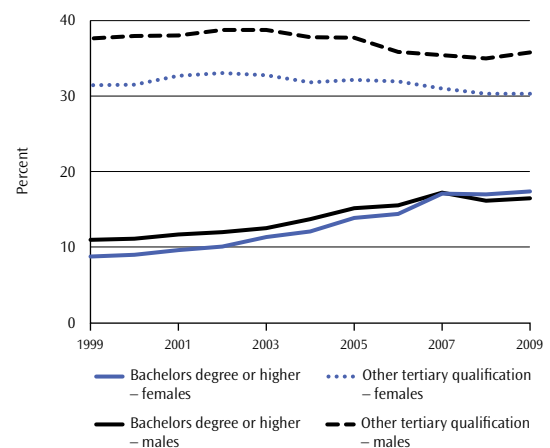 40
30
20
10
0
Percent
1999 2001 2003 2005 2007 2009
Bachelors degree or higher
– females
Other tertiary qualification
– females
Bachelors degree or higher
– males
Other tertiary qualification
– males